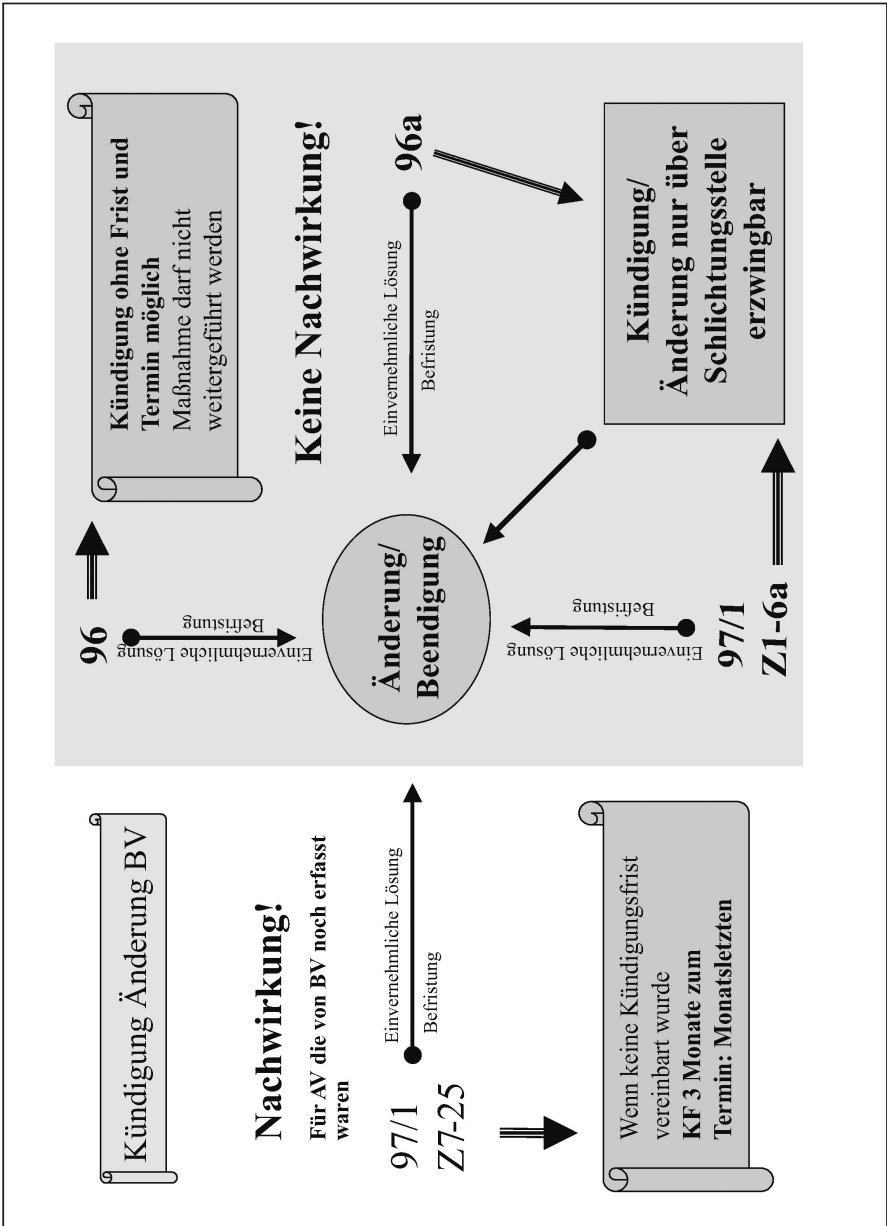 Kündigung Änderung BV
Nachwirkung!
Für AV die von BV noch erfasst
waren
97/1
Z7-25
Einvernehmliche Lösung
Befristung
Wenn keine Kündigungsfrist
vereinbart wurde
KF 3 Monate zum
Termin: Monatsletzten
96
Einvernehmliche Lösung
Befristung
Kündigung ohne Frist und
Termin möglich
Maßnahme darf nicht
weitergeführt werden
Keine Nachwirkung!
Änderung/
Beendigung
Einvernehmliche Lösung
Befristung
96a
Einvernehmliche Lösung
Befristung
97/1
Z1-6a
Kündigung/
Änderung nur über
Schlichtungsstelle
erzwingbar